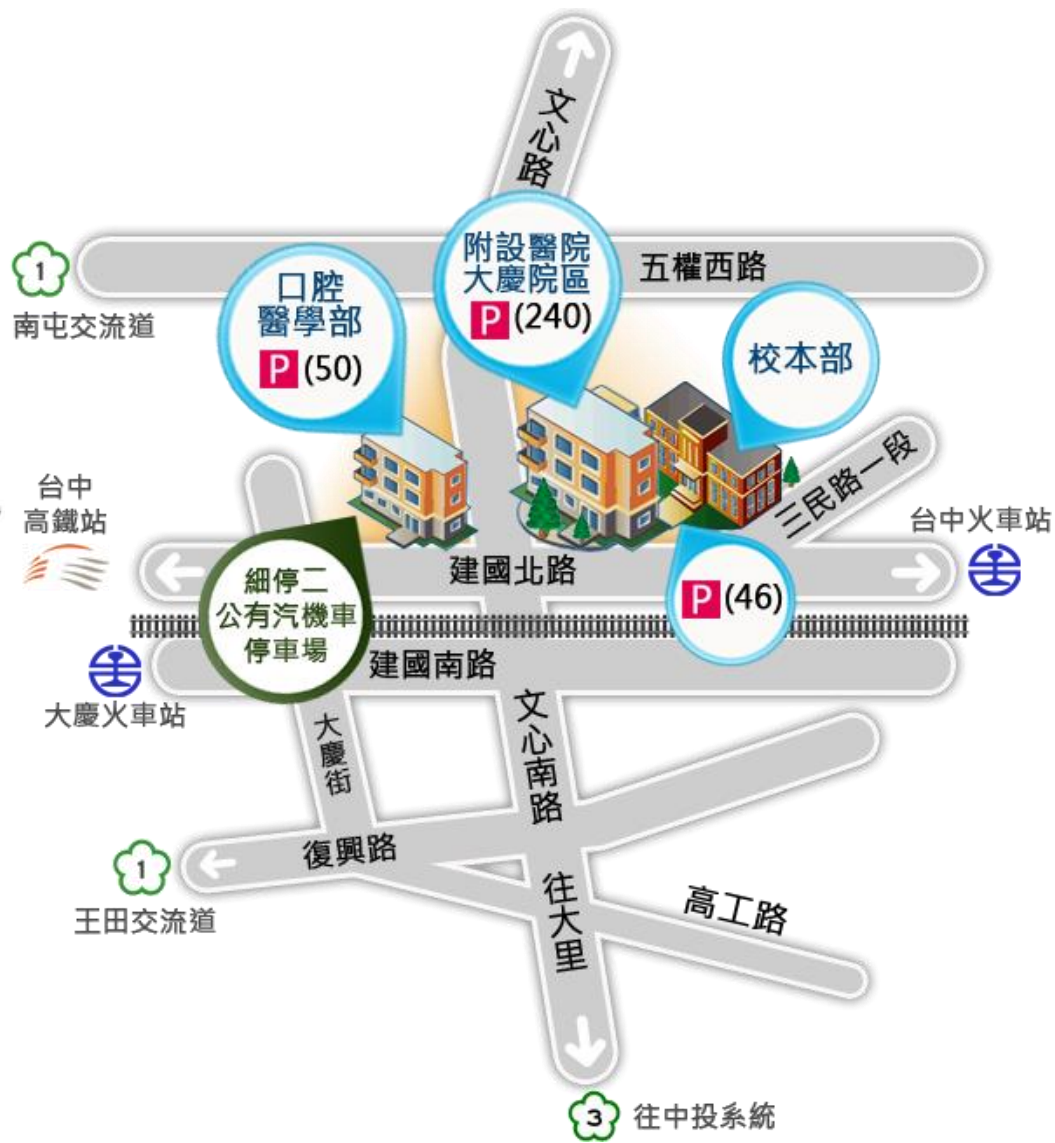 文心路
附設醫院
大慶院區
P (240)
五權西路
1
南屯交流道
口腔
醫學部
P (50)
校本部
三民路一段
台中
高鐵站
台中火車站
建國北路
細停二
公有汽機車
停車場
P (46)
建國南路
大慶火車站
大慶街
文心南路
復興路
1
王田交流道
往大里
高工路
3
往中投系統